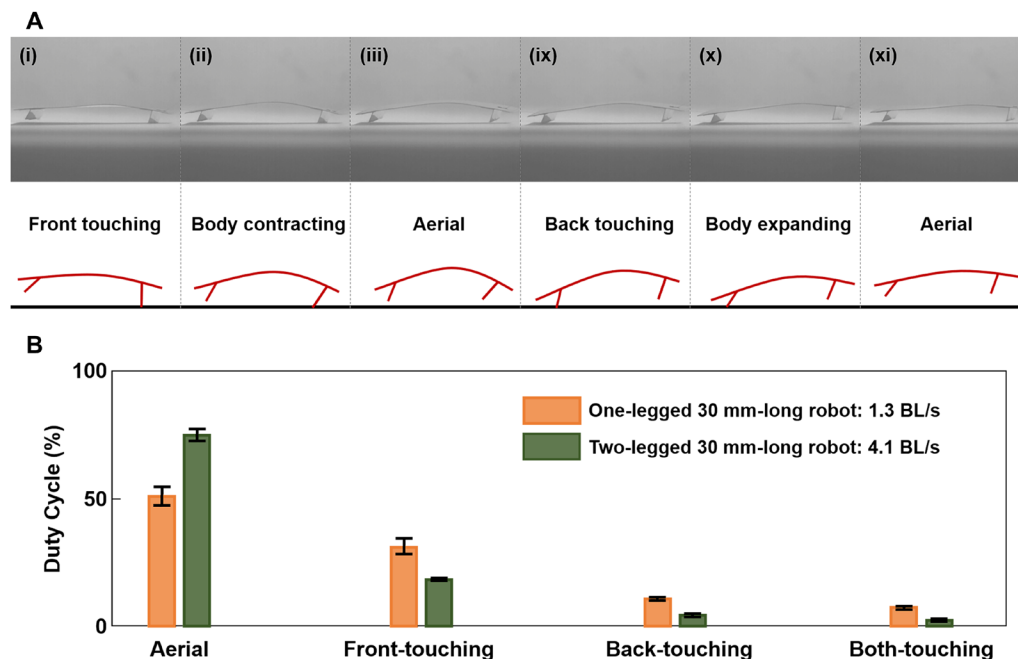 A
(i) (ii) (iii) (ix) (x) (xi)
Front touching Body contracting Aerial Back touching Body expanding Aerial
B
100
One-legged 30 mm-long robot: 1.3 BL/s
Two-legged 30 mm-long robot: 4.1 BL/s
Duty Cycle (%)
50
0
Aerial Front-touching Back-touching Both-touching